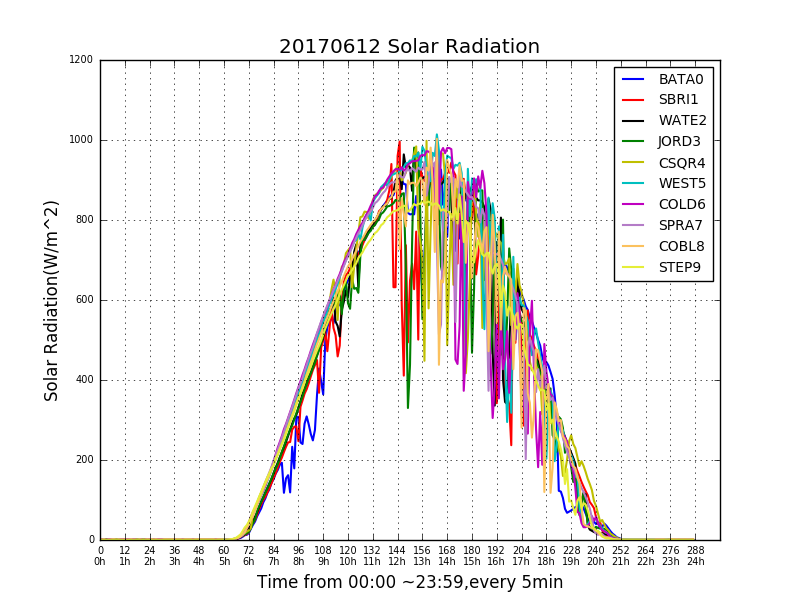 20170612 Solar Radiation
Solar Radiation(W/m^2)
1200
1000
800
600
400
200
0
BATA0
SBRI1
WATE2
JORD3
CSQR4
WEST5
COLD6
SPRA7
COBL8
STEP9
0 12 24 36 48 60 72 84 96 108 120 132 144 156 168 180 192 204 216 228 240 252 264 276 288
0h 1h 2h 3h 4h 5h 6h 7h 8h 9h 10h 11h 12h 13h 14h 15h 16h 17h 18h 19h 20h 21h 22h 23h 24h
Time from 00:00 ~23:59,every 5min